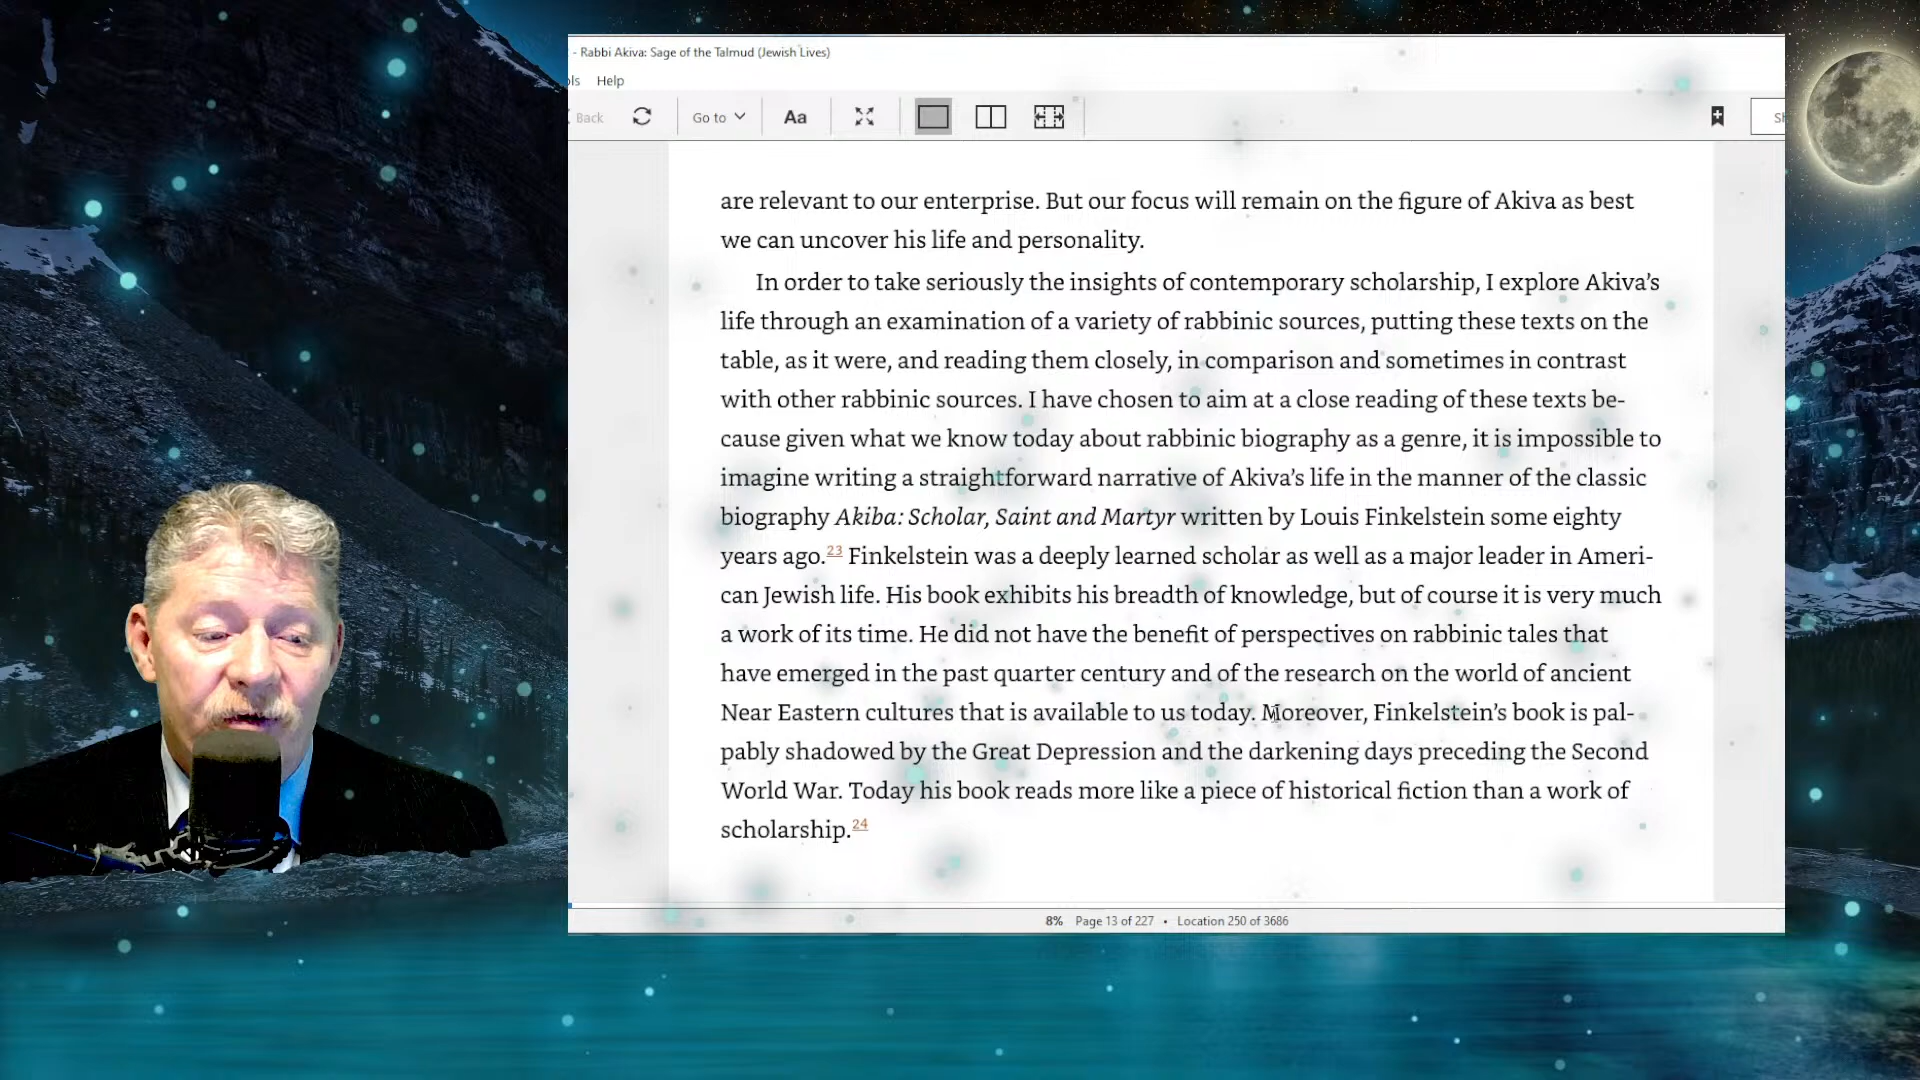 - Rabbi Akiva: Sage of the Talmud (Jewish Lives)
ls Help
Back Go to Aa
are relevant to our enterprise. But our focus will remain on the figure of Akiva as best
we can uncover his life and personality.
In order to take seriously the insights of contemporary scholarship, I explore Akiva’s
life through an examination of a variety of rabbinic sources, putting these texts on the
table, as it were, and reading them closely, in comparison and sometimes in contrast
with other rabbinic sources. I have chosen to aim at a close reading of these texts be-
cause given what we know today about rabbinic biography as a genre, it is impossible to
imagine writing a straightforward narrative of Akiva’s life in the manner of the classic
biography Akiba: Scholar, Saint and Martyr written by Louis Finkelstein some eighty
years ago.23 Finkelstein was a deeply learned scholar as well as a major leader in Ameri-
can Jewish life. His book exhibits his breadth of knowledge, but of course it is very much
a work of its time. He did not have the benefit of perspectives on rabbinic tales that
have emerged in the past quarter century and of the research on the world of ancient
Near Eastern cultures that is available to us today. Moreover, Finkelstein’s book is pal-
pably shadowed by the Great Depression and the darkening days preceding the Second
World War. Today his book reads more like a piece of historical fiction than a work of
scholarship.24
8% Page 13 of 227 • Location 250 of 3686